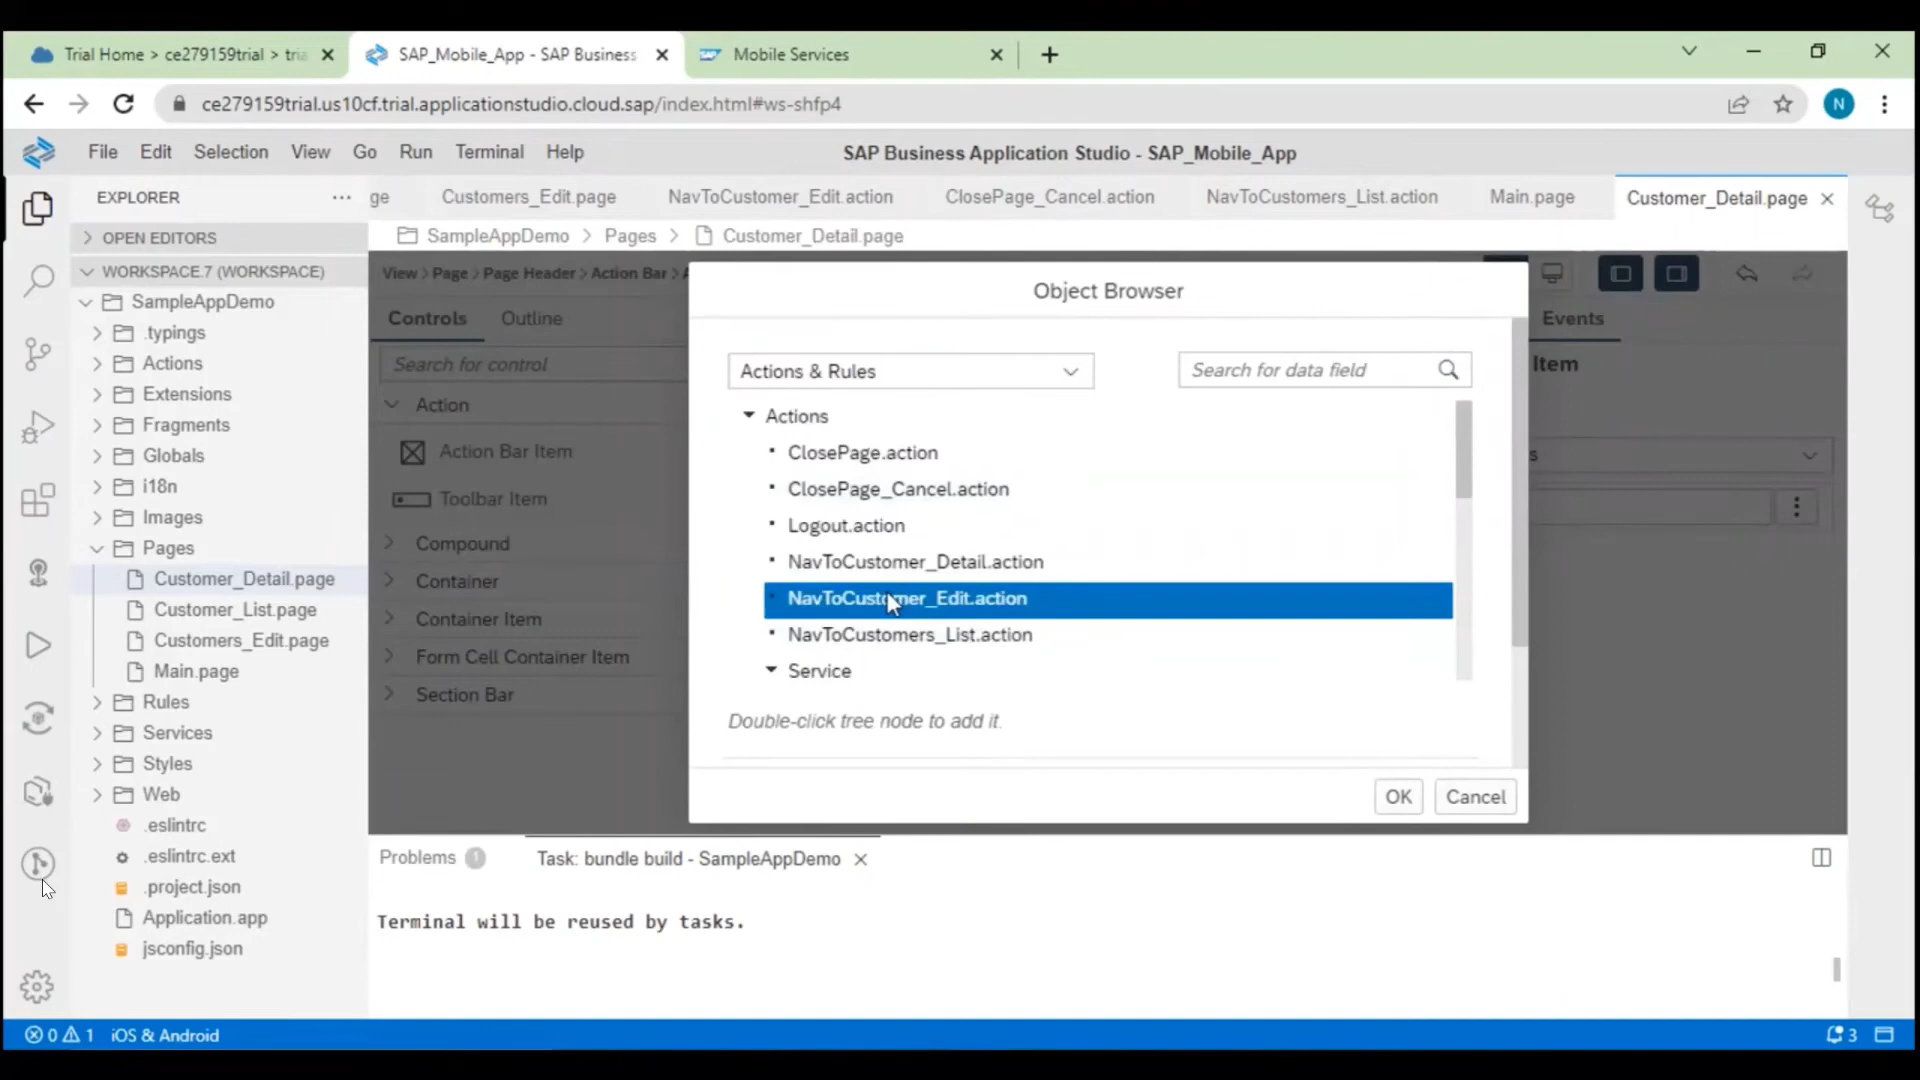 Trial Home > ce279159trial > tria
SAP_Mobile_App - SAP Business
Mobile Services
ce279159trial.us10cf.trial.applicationstudio.cloud.sap/index.html#ws-shfp4
N
File Edit Selection View Go Run Terminal Help
SAP Business Application Studio - SAP_Mobile_App
EXPLORER
ge
Customers_Edit.page
NavToCustomer_Edit.action
ClosePage_Cancel.action
NavToCustomers_List.action
Main.page
Customer_Detail.page
OPEN EDITORS
SampleAppDemo > Pages > Customer_Detail.page
WORKSPACE.7 (WORKSPACE)
SampleAppDemo
.typings
Actions
Extensions
Fragments
Globals
i18n
Images
Pages
Customer_Detail.page
Customer_List.page
Customers_Edit.page
Main.page
Rules
Services
Styles
Web
.eslintrc
.eslintrc.ext
.project.json
Application.app
jsconfig.json
View > Page > Page Header > Action Bar >
Controls
Outline
Search for control
Action
Action Bar Item
Toolbar Item
Compound
Container
Container Item
Form Cell Container Item
Section Bar
Object Browser
Actions & Rules
Search for data field
Actions
ClosePage.action
ClosePage_Cancel.action
Logout.action
NavToCustomer_Detail.action
NavToCustomer_Edit.action
NavToCustomers_List.action
Service
Double-click tree node to add it.
OK
Cancel
Events
Item
s
Problems 1
Task: bundle build - SampleAppDemo
Terminal will be reused by tasks.
0 1 iOS & Android
3